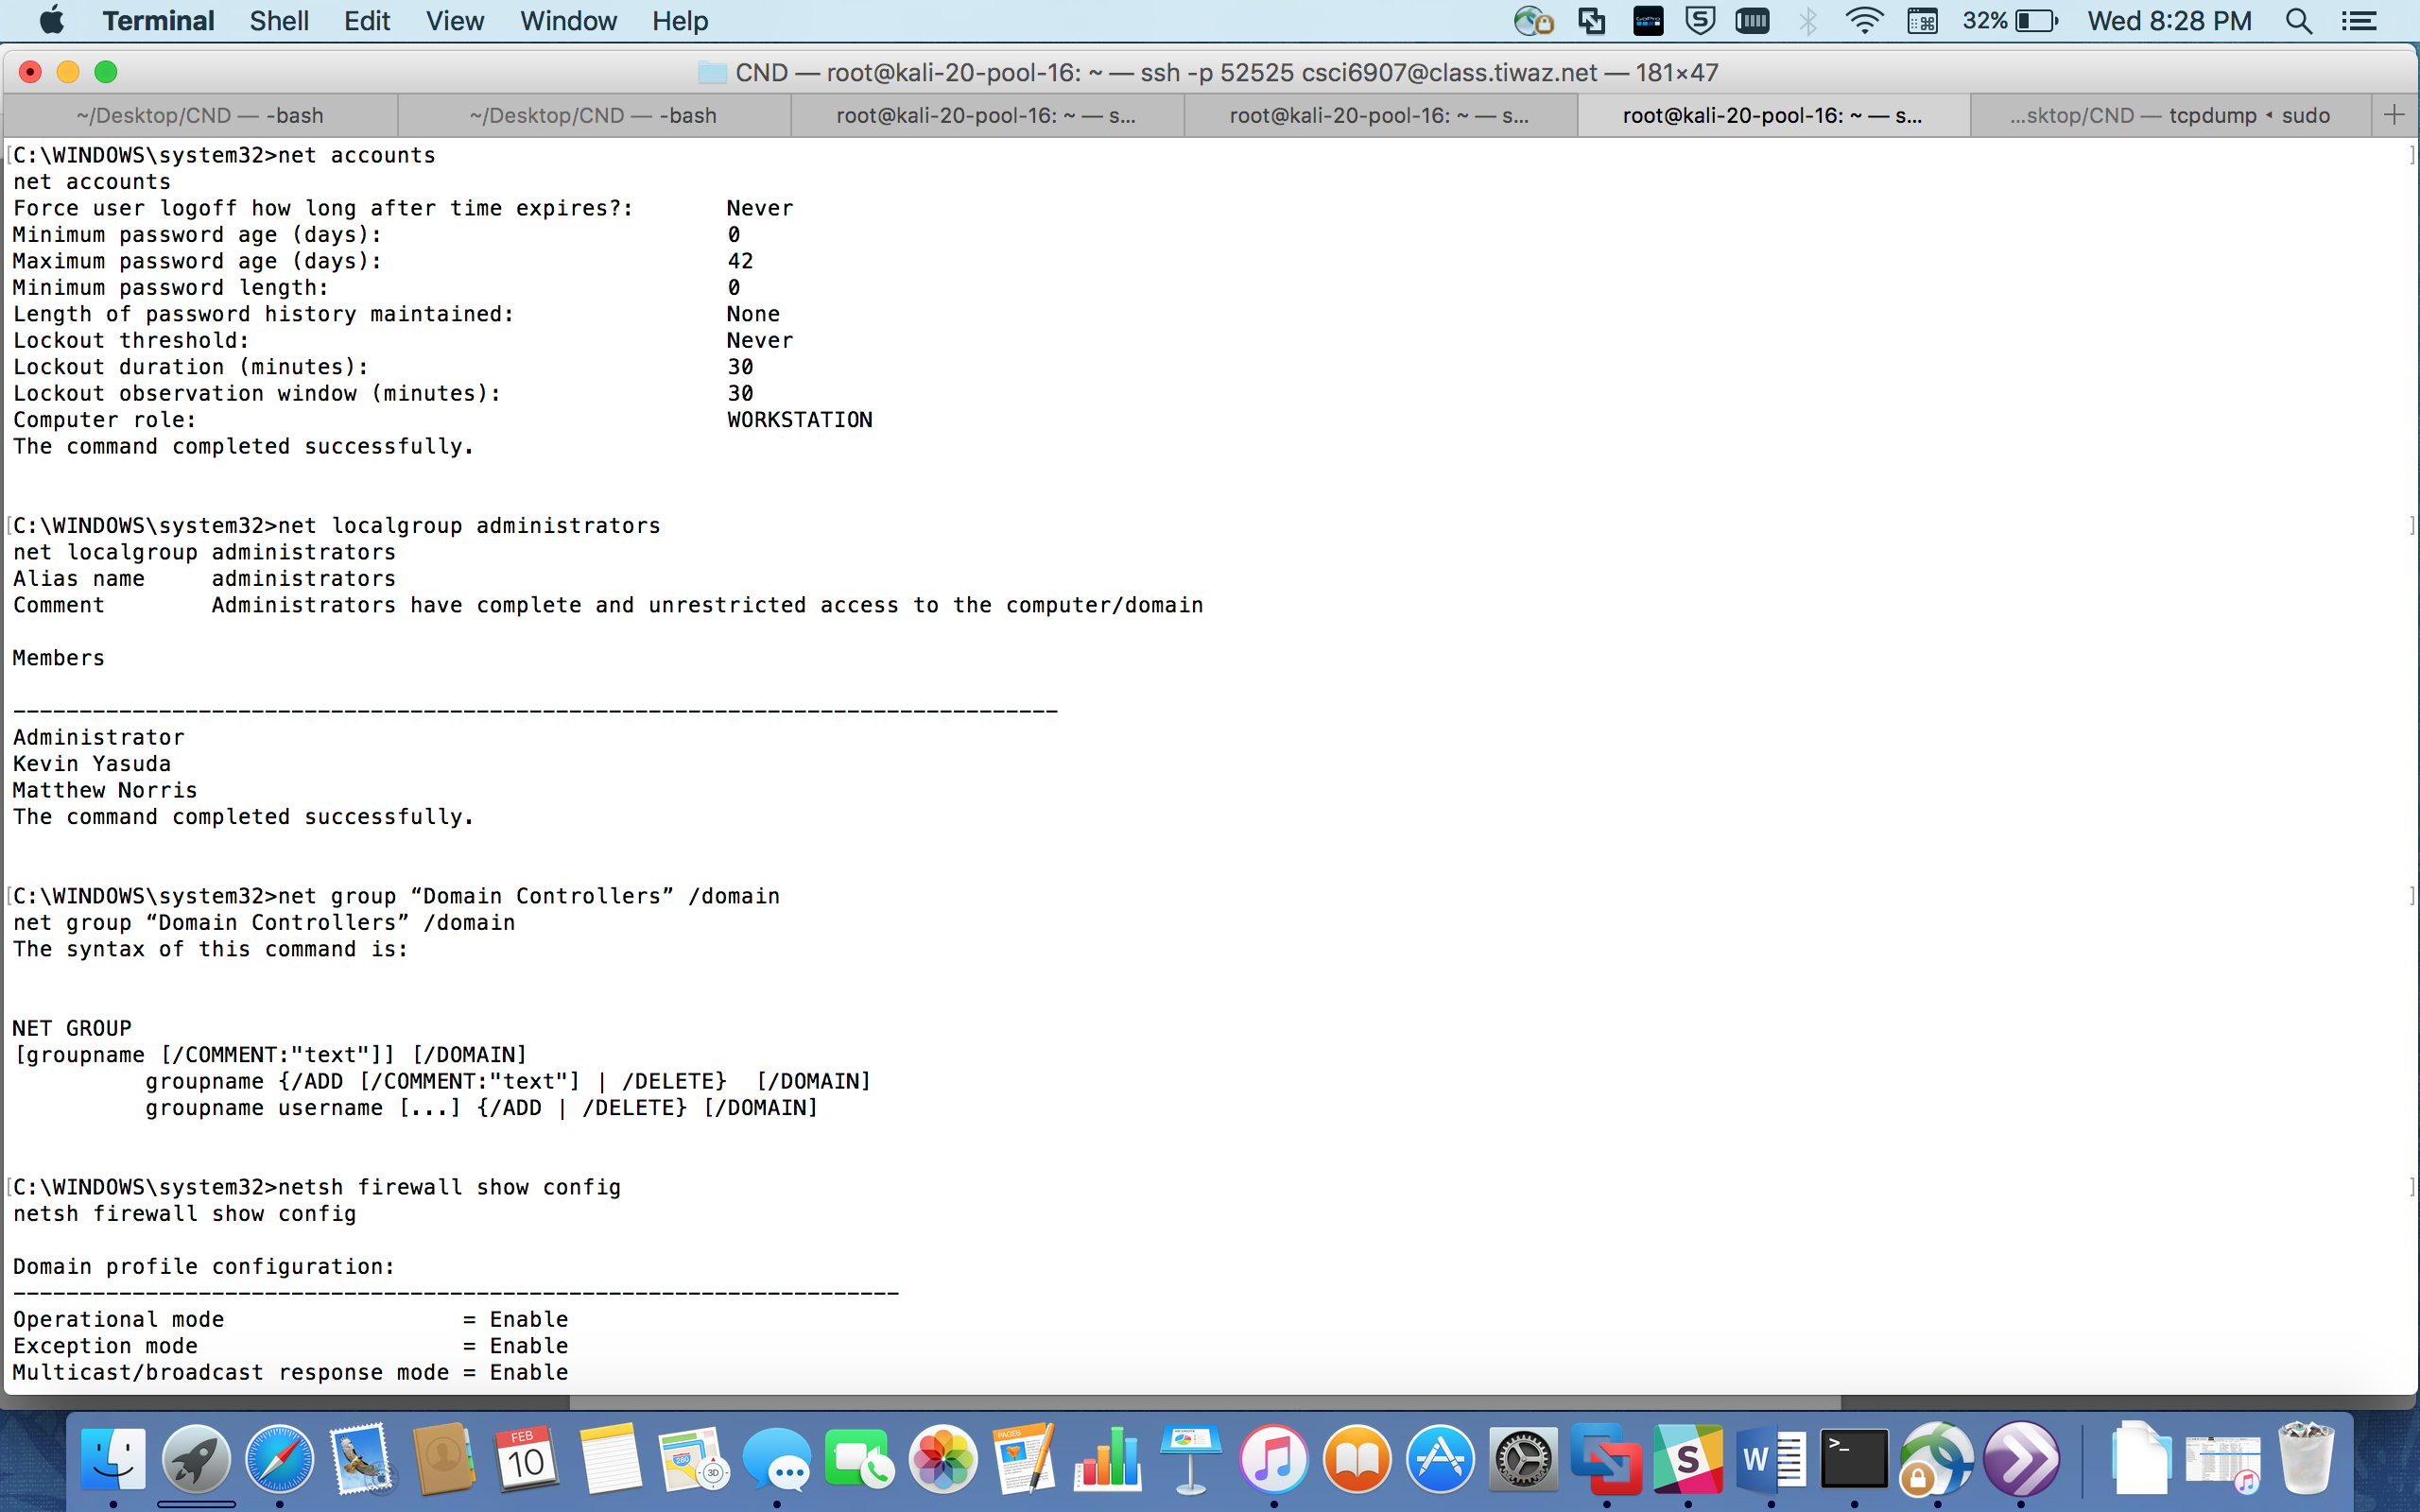 Terminal Shell Edit View Window Help 32% Wed 8:28 PM
CND — root@kali-20-pool-16: ~ — ssh -p 52525 csci6907@class.tiwaz.net — 181×47
~/Desktop/CND — -bash ~/Desktop/CND — -bash root@kali-20-pool-16: ~ — s... root@kali-20-pool-16: ~ — s... root@kali-20-pool-16: ~ — s... ...sktop/CND — tcpdump ◂ sudo
[C:\WINDOWS\system32>net accounts ]
net accounts
Force user logoff how long after time expires?: Never
Minimum password age (days): 0
Maximum password age (days): 42
Minimum password length: 0
Length of password history maintained: None
Lockout threshold: Never
Lockout duration (minutes): 30
Lockout observation window (minutes): 30
Computer role: WORKSTATION
The command completed successfully.
[C:\WINDOWS\system32>net localgroup administrators ]
net localgroup administrators
Alias name administrators
Comment Administrators have complete and unrestricted access to the computer/domain
Members
-------------------------------------------------------------------------------
Administrator
Kevin Yasuda
Matthew Norris
The command completed successfully.
[C:\WINDOWS\system32>net group “Domain Controllers” /domain ]
net group “Domain Controllers” /domain
The syntax of this command is:
NET GROUP
[groupname [/COMMENT:"text"]] [/DOMAIN]
groupname {/ADD [/COMMENT:"text"] | /DELETE} [/DOMAIN]
groupname username [...] {/ADD | /DELETE} [/DOMAIN]
[C:\WINDOWS\system32>netsh firewall show config ]
netsh firewall show config
Domain profile configuration:
-------------------------------------------------------------------
Operational mode = Enable
Exception mode = Enable
Multicast/broadcast response mode = Enable
FEB
10
PAGES
280
3D
S
W
>_